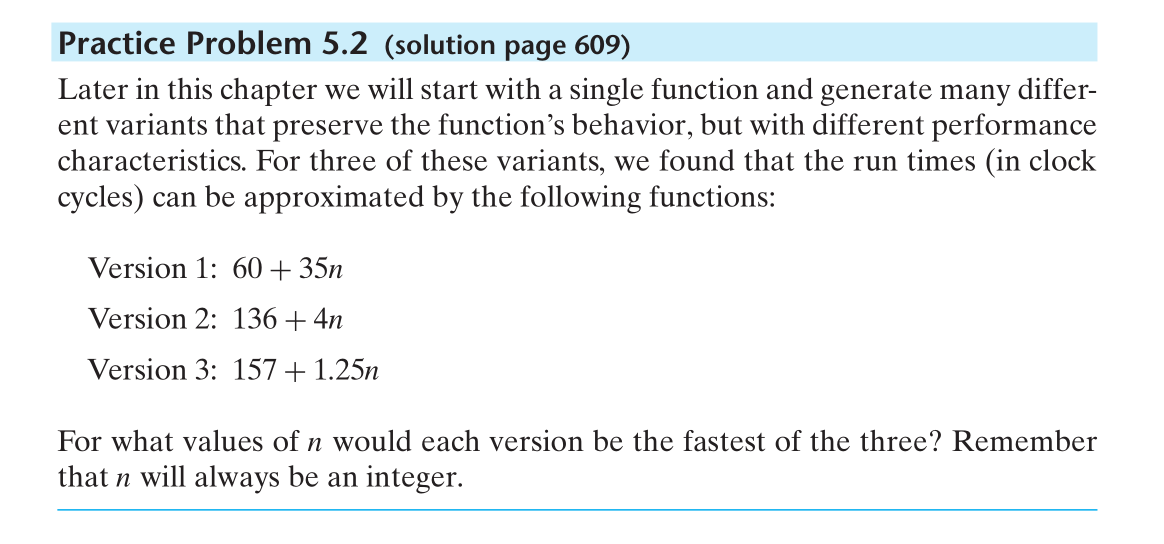 Practice Problem 5.2 (solution page 609)
Later in this chapter we will start with a single function and generate many differ-
ent variants that preserve the function’s behavior, but with different performance
characteristics. For three of these variants, we found that the run times (in clock
cycles) can be approximated by the following functions:
Version 1: 60 + 35n
Version 2: 136 + 4n
Version 3: 157 + 1.25n
For what values of n would each version be the fastest of the three? Remember
that n will always be an integer.